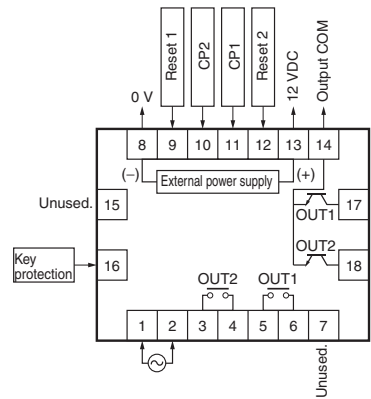 Reset 1
CP2
CP1
Reset 2
0 V
12 VDC
Output COM
8 9 10 11 12 13 14
(−) External power supply (+)
Unused. 15
OUT1 17
Key
protection
16
OUT2 18
OUT2 OUT1
1 2 3 4 5 6 7
Unused.